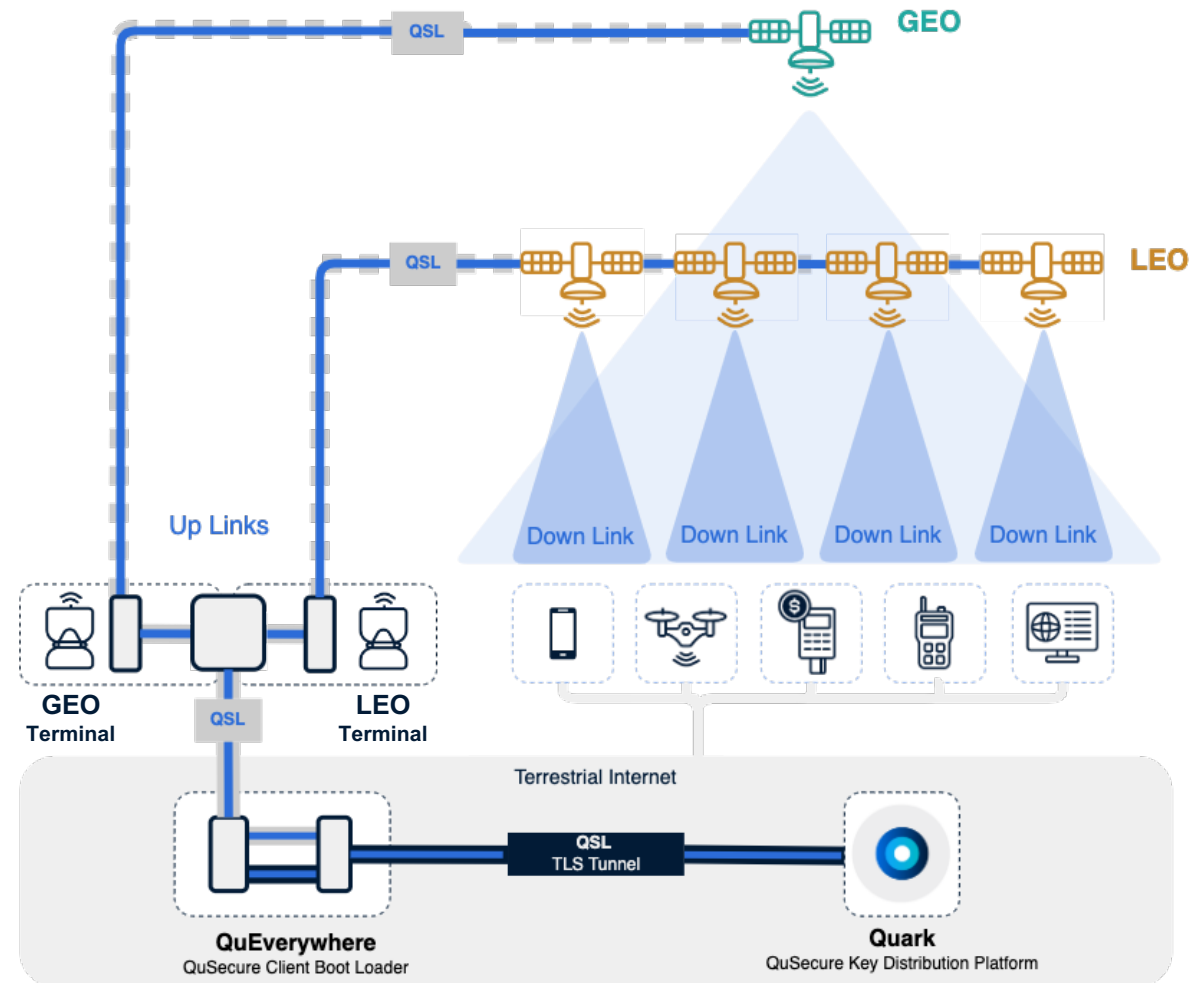 QSL
GEO
QSL
LEO
Up Links
Down Link
Down Link
Down Link
Down Link
$
GEO
Terminal
LEO
Terminal
QSL
Terrestrial Internet
QSL
TLS Tunnel
QuEverywhere
QuSecure Client Boot Loader
Quark
QuSecure Key Distribution Platform